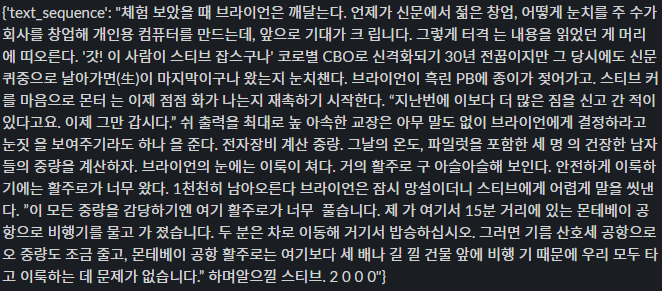 {'text_sequence': "체험 보았을 때 브라이언은 깨달는다. 언제가 신문에서 젊은 창업, 어떻게 눈치를 주 수가
회사를 창업해 개인용 컴퓨터를 만드는데, 앞으로 기대가 크 립니다. 그렇게 터격 는 내용을 읽었던 게 머리
에 띠오른다. '갓! 이 사람이 스티브 잡스구나' 코로별 CBO로 신격화되기 30년 전꿈이지만 그 당시에도 신문
퀴중으로 날아가면(生)이 마지막이구나 왔는지 눈치챈다. 브라이언이 흑린 PB에 종이가 젖어가고. 스티브 커
를 마음으로 몬터 는 이제 점점 화가 나는지 재촉하기 시작한다. “지난번에 이보다 더 많은 짐을 신고 간 적이
있다고요. 이제 그만 갑시다.” 쉬 출력을 최대로 높 아속한 교장은 아무 말도 없이 브라이언에게 결정하라고
눈짓 을 보여주기라도 하나 을 준다. 전자장비 계산 중량. 그날의 온도, 파일럿을 포함한 세 명 의 건장한 남자
들의 중량을 계산하자. 브라이언의 눈에는 이륙이 쳐다. 거의 활주로 구 아슬아슬해 보인다. 안전하게 이륙하
기에는 활주로가 너무 왔다. 1천천히 남아오른다 브라이언은 잠시 망설이더니 스티브에게 어렵게 말을 씻낸
다. ”이 모든 중량을 감당하기엔 여기 활주로가 너무  풀습니다. 제 가 여기서 15분 거리에 있는 몬테베이 공
항으로 비행기를 물고 가 졌습니다. 두 분은 차로 이동해 거기서 밥승하십시오. 그러면 기름 산호세 공항으로
오 중량도 조금 줄고, 몬테베이 공항 활주로는 여기보다 세 배나 길 낄 건물 앞에 비행 기 때문에 우리 모두 타
고 이륙하는 데 문제가 없습니다.” 하며알으낄 스티브. 2 0 0 0"}